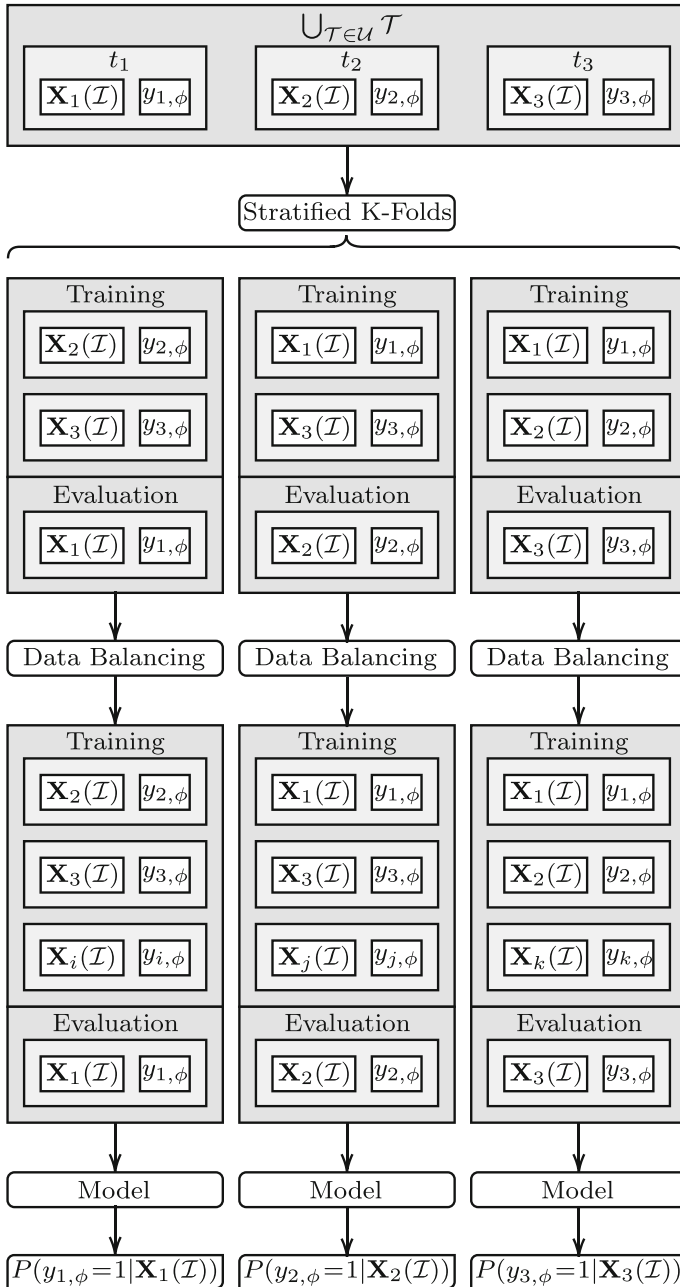 ⋃_{𝒯∈𝒰} 𝒯
t₁ t₂ t₃
𝐗₁(ℐ) y₁,ϕ 𝐗₂(ℐ) y₂,ϕ 𝐗₃(ℐ) y₃,ϕ
Stratified K-Folds
Training Training Training
𝐗₂(ℐ) y₂,ϕ 𝐗₁(ℐ) y₁,ϕ 𝐗₁(ℐ) y₁,ϕ
𝐗₃(ℐ) y₃,ϕ 𝐗₃(ℐ) y₃,ϕ 𝐗₂(ℐ) y₂,ϕ
Evaluation Evaluation Evaluation
𝐗₁(ℐ) y₁,ϕ 𝐗₂(ℐ) y₂,ϕ 𝐗₃(ℐ) y₃,ϕ
Data Balancing Data Balancing Data Balancing
Training Training Training
𝐗₂(ℐ) y₂,ϕ 𝐗₁(ℐ) y₁,ϕ 𝐗₁(ℐ) y₁,ϕ
𝐗₃(ℐ) y₃,ϕ 𝐗₃(ℐ) y₃,ϕ 𝐗₂(ℐ) y₂,ϕ
𝐗ᵢ(ℐ) yᵢ,ϕ 𝐗ⱼ(ℐ) yⱼ,ϕ 𝐗ₖ(ℐ) yₖ,ϕ
Evaluation Evaluation Evaluation
𝐗₁(ℐ) y₁,ϕ 𝐗₂(ℐ) y₂,ϕ 𝐗₃(ℐ) y₃,ϕ
Model Model Model
P(y₁,ϕ=1|𝐗₁(ℐ)) P(y₂,ϕ=1|𝐗₂(ℐ)) P(y₃,ϕ=1|𝐗₃(ℐ))